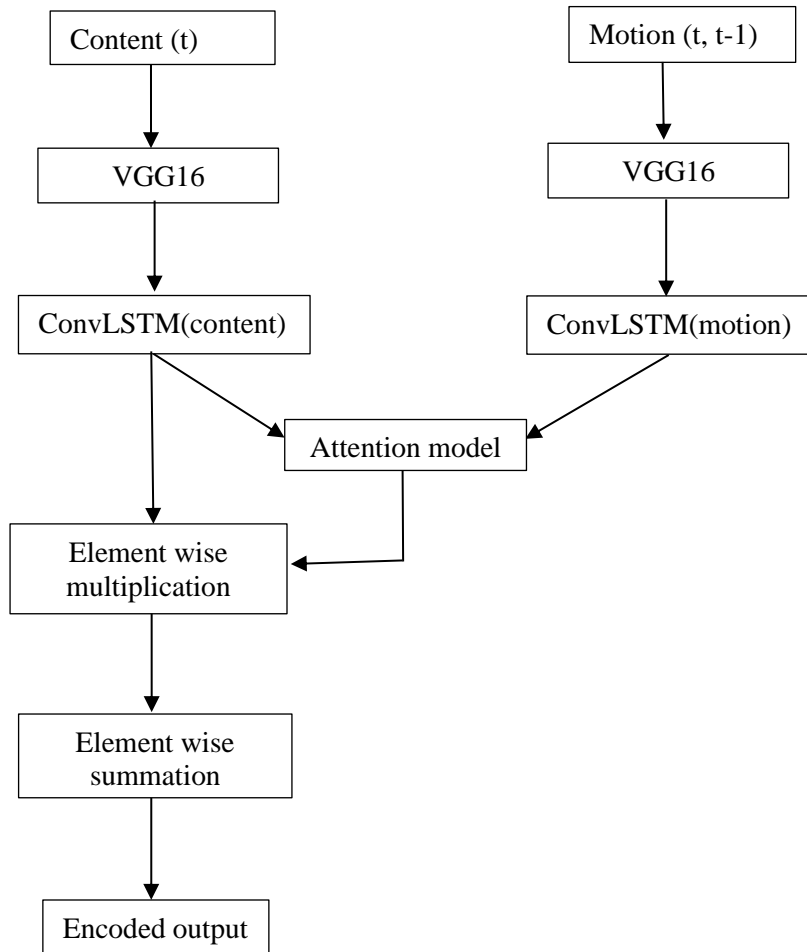 Content (t)
Motion (t, t-1)
VGG16
VGG16
ConvLSTM(content)
ConvLSTM(motion)
Attention model
Element wise
multiplication
Element wise
summation
Encoded output